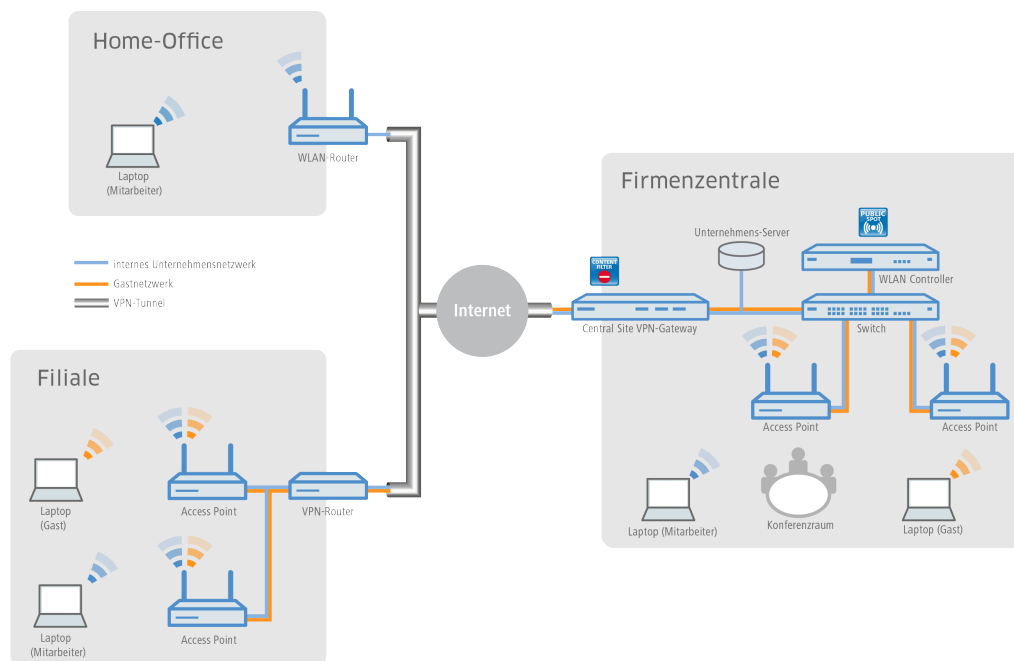 Home-Office
WLAN-Router
Laptop
(Mitarbeiter)
internes Unternehmensnetzwerk
Gastnetzwerk
VPN-Tunnel
Internet
Filiale
Laptop
(Gast)
Access Point
VPN-Router
Laptop
(Mitarbeiter)
Access Point
Firmenzentrale
PUBLIC
SPOT
Unternehmens-Server
CONTENT
FILTER
WLAN Controller
Central Site VPN-Gateway
Switch
Access Point
Access Point
Laptop (Mitarbeiter)
Konferenzraum
Laptop (Gast)